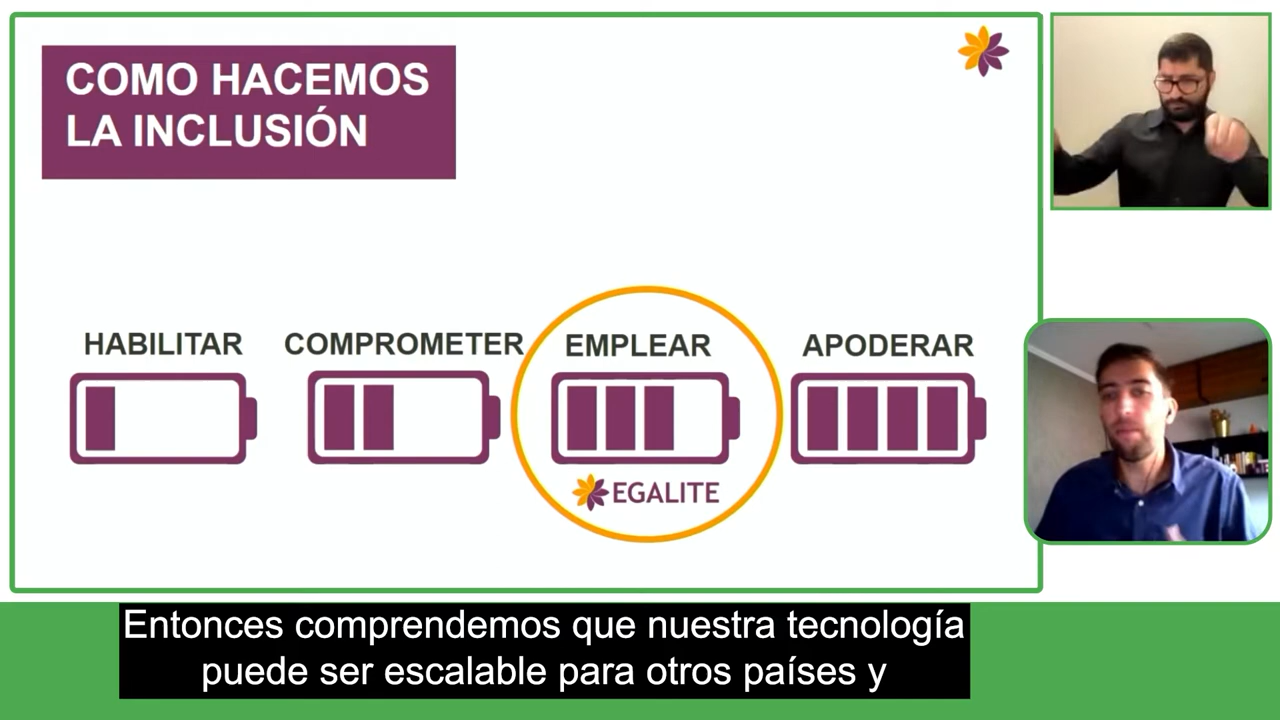 COMO HACEMOS
LA INCLUSIÓN
HABILITAR
COMPROMETER
EMPLEAR
APODERAR
EGALITE
Entonces comprendemos que nuestra tecnología
puede ser escalable para otros países y